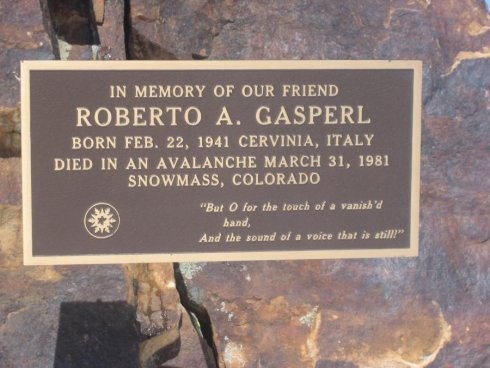 IN MEMORY OF OUR FRIEND
ROBERTO A. GASPERL
BORN FEB. 22, 1941 CERVINIA, ITALY
DIED IN AN AVALANCHE MARCH 31, 1981
SNOWMASS, COLORADO
"But O for the touch of a vanish'd
hand,
And the sound of a voice that is still!"